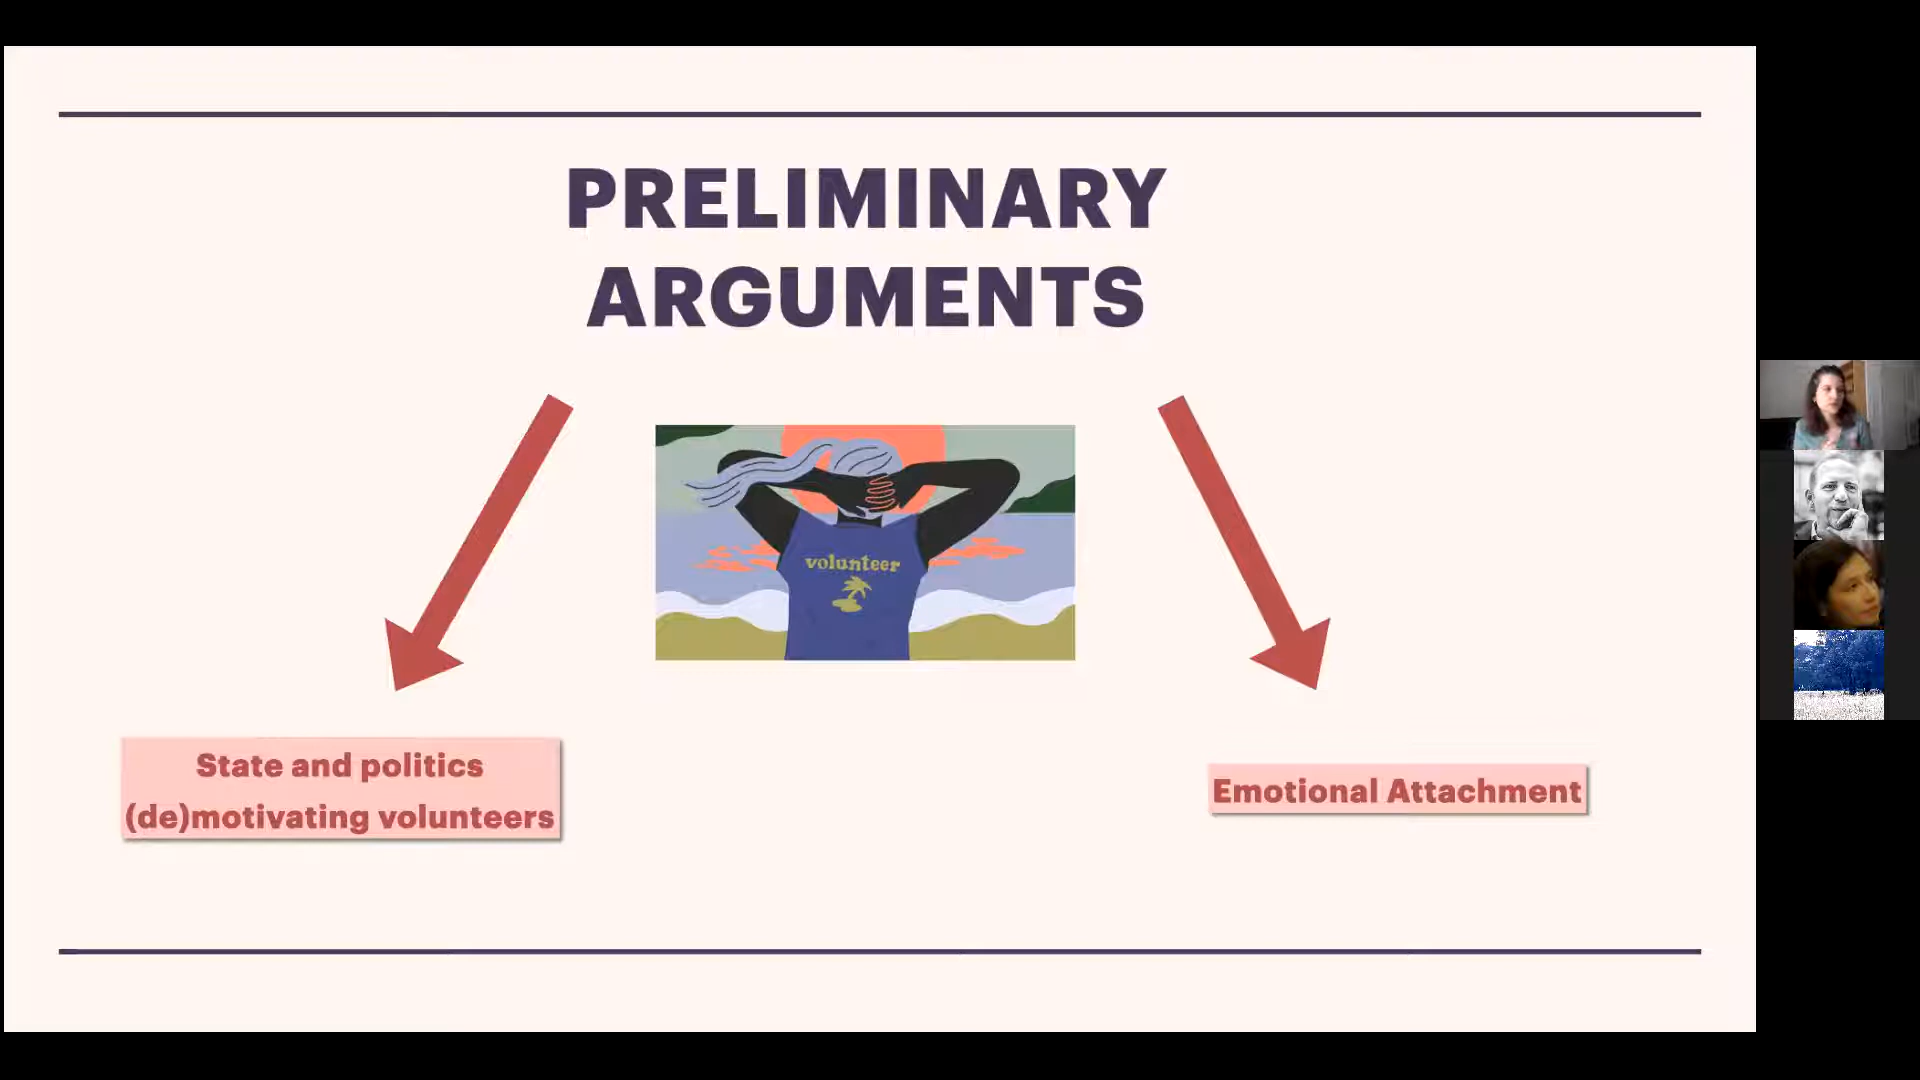 PRELIMINARY
ARGUMENTS
volunteer
State and politics
(de)motivating volunteers
Emotional Attachment